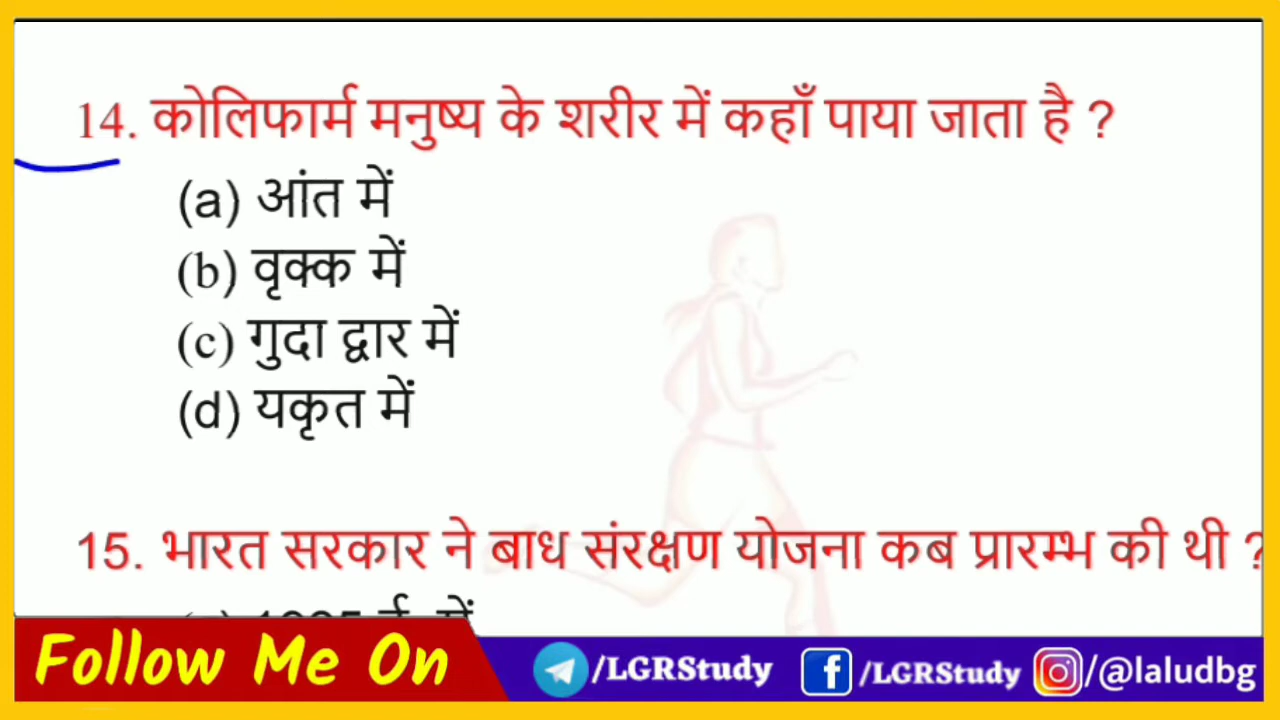 14. कोलिफार्म मनुष्य के शरीर में कहाँ पाया जाता है ?
(a) आंत में
(b) वृक्क में
(c) गुदा द्वार में
(d) यकृत में
15. भारत सरकार ने बाध संरक्षण योजना कब प्रारम्भ की थी ?
Follow Me On
/LGRStudy
/LGRStudy
/@laludbg